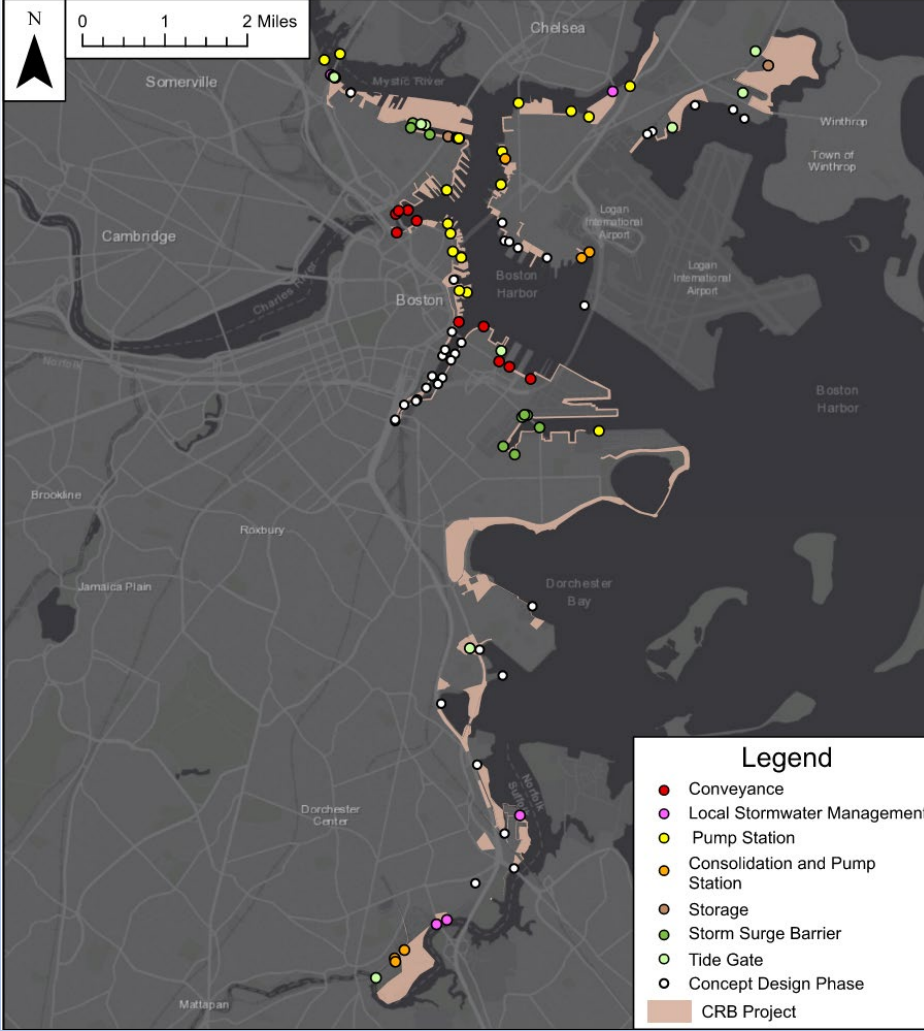 N
0 1 2 Miles
Chelsea
Somerville
Mystic River
Winthrop
Town of
Winthrop
Logan
International
Airport
Cambridge
Logan
International
Airport
Boston
Harbor
Charles River
Boston
Norfolk
Boston
Harbor
Brookline
Roxbury
Jamaica Plain
Dorchester
Bay
Norfolk
Suffolk
Dorchester
Center
Mattapan
Legend
Conveyance
Local Stormwater Management
Pump Station
Consolidation and Pump
Station
Storage
Storm Surge Barrier
Tide Gate
Concept Design Phase
CRB Project